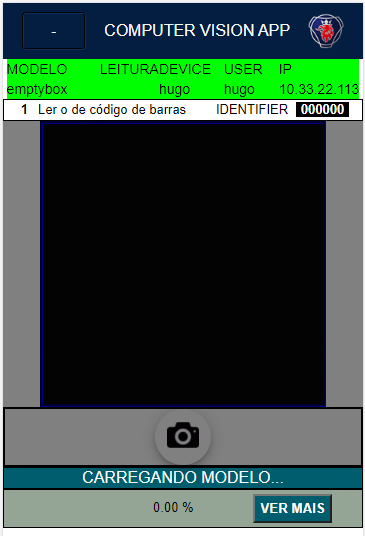 -
COMPUTER VISION APP
MODELO LEITURADEVICE USER IP
emptybox hugo hugo 10.33.22.113
1 Ler o de código de barras IDENTIFIER 000000
CARREGANDO MODELO...
0.00 % VER MAIS